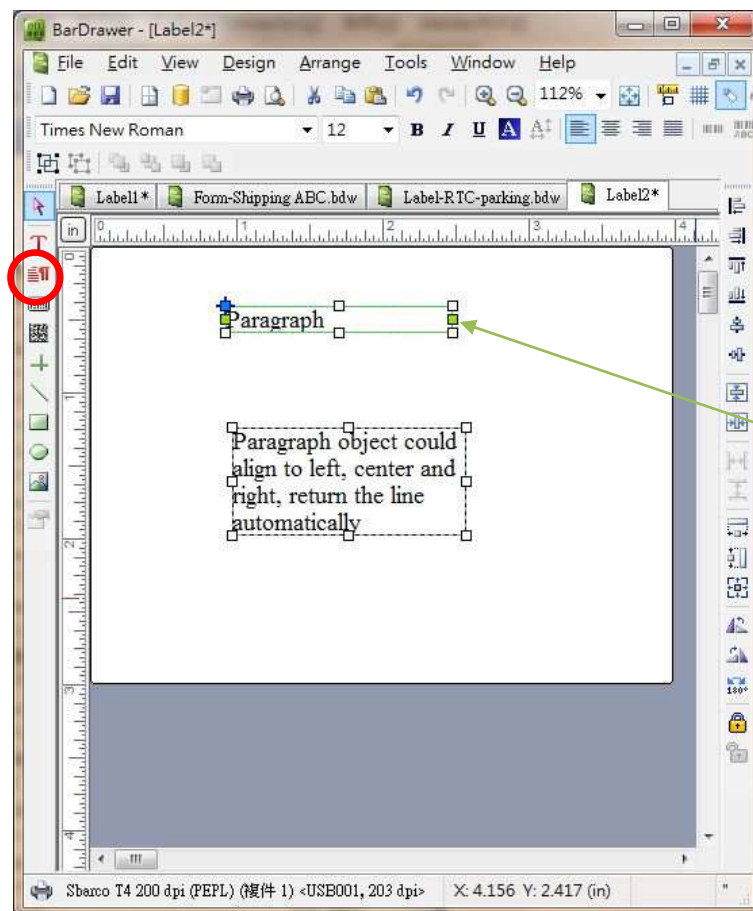 BarDrawer - [Label2*]
File Edit View Design Arrange Tools Window Help
112%
Times New Roman 12 B I U A A
Label1 * Form-Shipping ABC.bdw Label-RTC-parking.bdw Label2*
in 0 1 2 3 4
T
0
Paragraph
1
Paragraph object could
align to left, center and
right, return the line
automatically
2
180°
3
4
Sbarco T4 200 dpi (PEPL) (複件 1) <USB001, 203 dpi> X: 4.156 Y: 2.417 (in) "